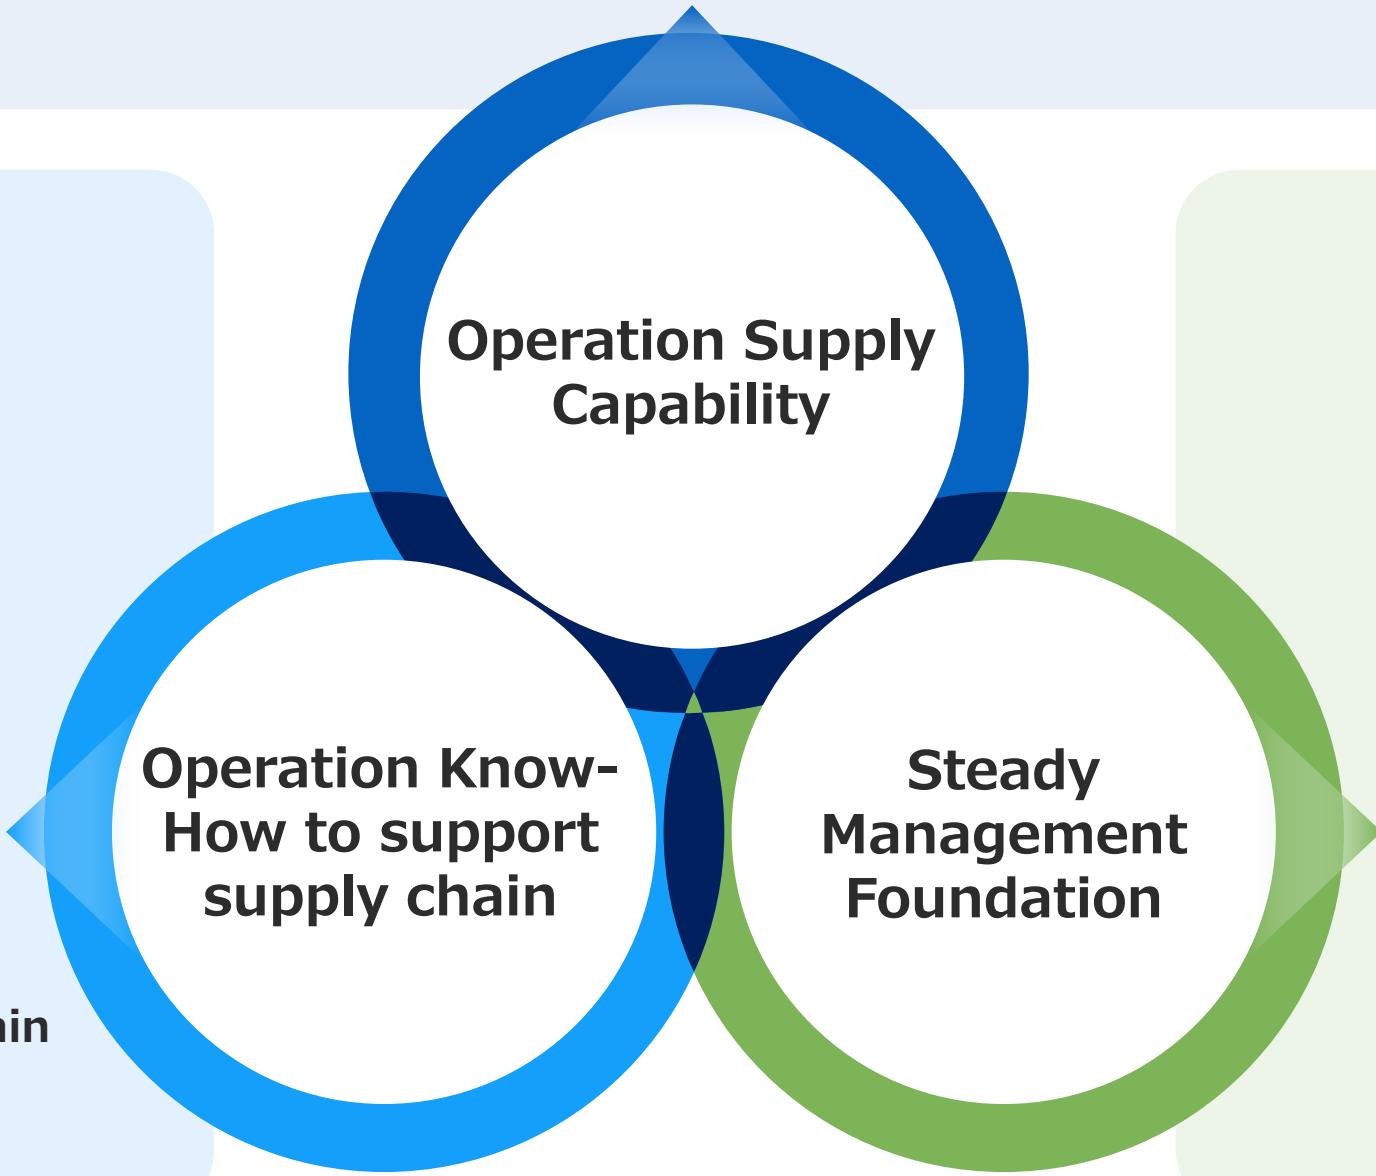 Operation Supply
Capability
Operation Know-
How to support
supply chain
Steady
Management
Foundation